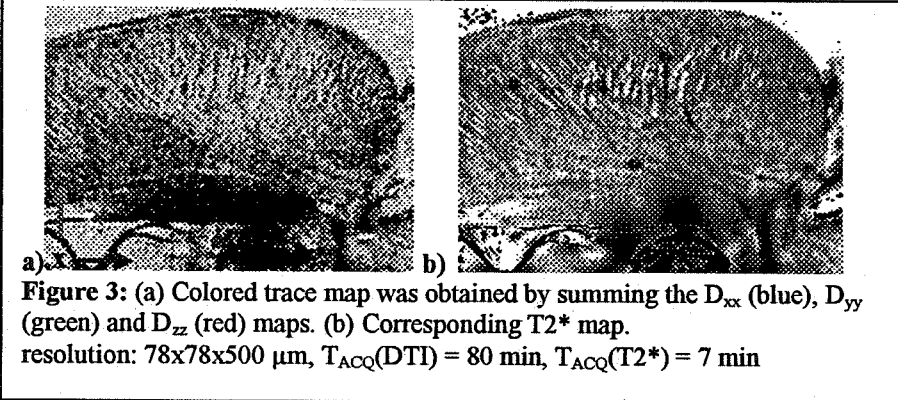 a)
b)
Figure 3: (a) Colored trace map was obtained by summing the Dxx (blue), Dyy
(green) and Dzz (red) maps. (b) Corresponding T2* map.
resolution: 78x78x500 μm, TACQ(DTI) = 80 min, TACQ(T2*) = 7 min